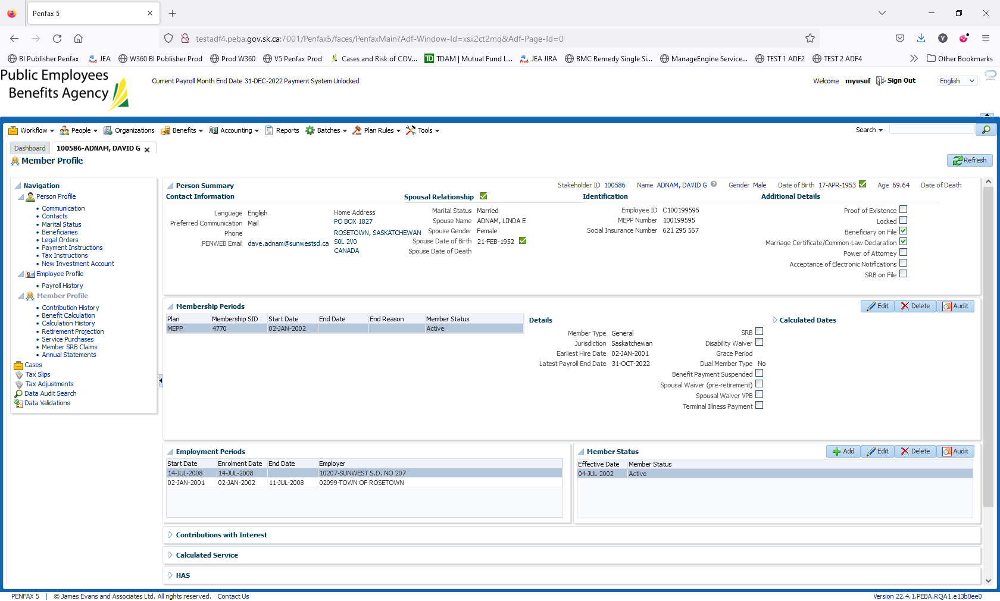 Penfax 5
testadf4.peba.gov.sk.ca:7001/Penfax5/faces/PenfaxMain?Adf-Window-Id=xsx2ct2mq&Adf-Page-Id=0
Y
BI Publisher Penfax JEA W360 BI Publisher Prod Prod W360 V5 Penfax Prod Cases and Risk of COV... TD TDAM | Mutual Fund L... JEA JIRA BMC Remedy Single Si... ManageEngine Service... TEST 1 ADF2 TEST 2 ADF4 Other Bookmarks
Public Employees
Benefits Agency
Current Payroll Month End Date 31-DEC-2022 Payment System Unlocked
Welcome myusuf Sign Out English
Workflow People Organizations Benefits Accounting Reports Batches Plan Rules Tools Search
Dashboard 100586-ADNAM, DAVID G
Member Profile
Refresh
Navigation
Person Profile
Communication
Contacts
Marital Status
Beneficiaries
Legal Orders
Payment Instructions
Tax Instructions
New Investment Account
Employee Profile
Payroll History
Member Profile
Contribution History
Benefit Calculation
Calculation History
Retirement Projection
Service Purchases
Member SRB Claims
Annual Statements
Cases
Tax Slips
Tax Adjustments
Data Audit Search
Data Validations
Person Summary
Stakeholder ID 100586 Name ADNAM, DAVID G Gender Male Date of Birth 17-APR-1953 Age 69.64 Date of Death
Contact Information
Language English
Preferred Communication Mail
Phone
PENWEB Email dave.adnam@sunwestsd.ca
Home Address
PO BOX 1827
ROSETOWN, SASKATCHEWAN
S0L 2V0
CANADA
Spousal Relationship
Marital Status Married
Spouse Name ADNAM, LINDA E
Spouse Gender Female
Spouse Date of Birth 21-FEB-1952
Spouse Date of Death
Identification
Employee ID C100199595
MEPP Number 100199595
Social Insurance Number 621 295 567
Additional Details
Proof of Existence
Locked
Beneficiary on File
Marriage Certificate/Common-Law Declaration
Power of Attorney
Acceptance of Electronic Notifications
SRB on File
Membership Periods
Edit Delete Audit
Plan Membership SID Start Date End Date End Reason Member Status
MEPP 4770 02-JAN-2002 Active
Details
Member Type General
Jurisdiction Saskatchewan
Earliest Hire Date 02-JAN-2001
Latest Payroll End Date 31-OCT-2022
SRB
Disability Waiver
Grace Period
Dual Member Type No
Benefit Payment Suspended
Spousal Waiver (pre-retirement)
Spousal Waiver VPB
Terminal Illness Payment
Calculated Dates
Employment Periods
Start Date Enrolment Date End Date Employer
14-JUL-2008 14-JUL-2008 10207-SUNWEST S.D. NO 207
02-JAN-2001 02-JAN-2002 11-JUL-2008 02099-TOWN OF ROSETOWN
Member Status
Add Edit Delete Audit
Effective Date Member Status
04-JUL-2002 Active
Contributions with Interest
Calculated Service
HAS
PENFAX 5 | © James Evans and Associates Ltd. All rights reserved. Contact Us
Version 22.4.1.PEBA.RQA1.e13b0ee0